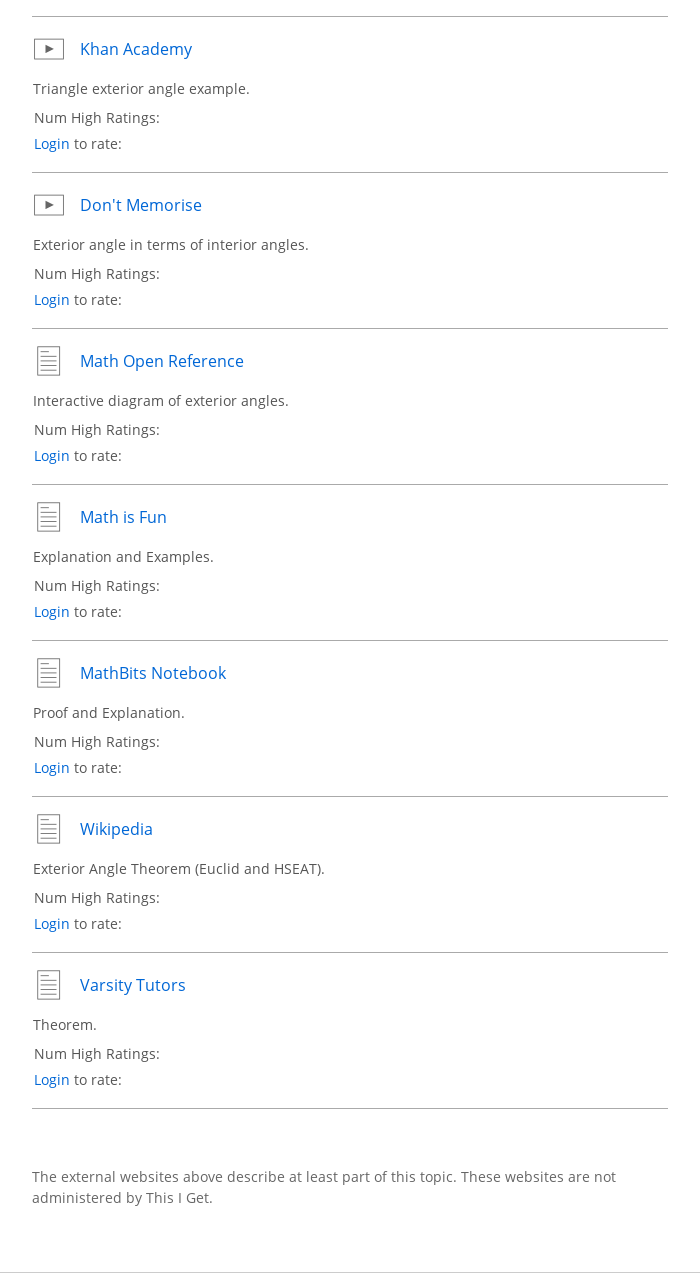 Khan Academy
Triangle exterior angle example.
Num High Ratings:
Login to rate:
Don't Memorise
Exterior angle in terms of interior angles.
Num High Ratings:
Login to rate:
Math Open Reference
Interactive diagram of exterior angles.
Num High Ratings:
Login to rate:
Math is Fun
Explanation and Examples.
Num High Ratings:
Login to rate:
MathBits Notebook
Proof and Explanation.
Num High Ratings:
Login to rate:
Wikipedia
Exterior Angle Theorem (Euclid and HSEAT).
Num High Ratings:
Login to rate:
Varsity Tutors
Theorem.
Num High Ratings:
Login to rate:
The external websites above describe at least part of this topic. These websites are not
administered by This I Get.